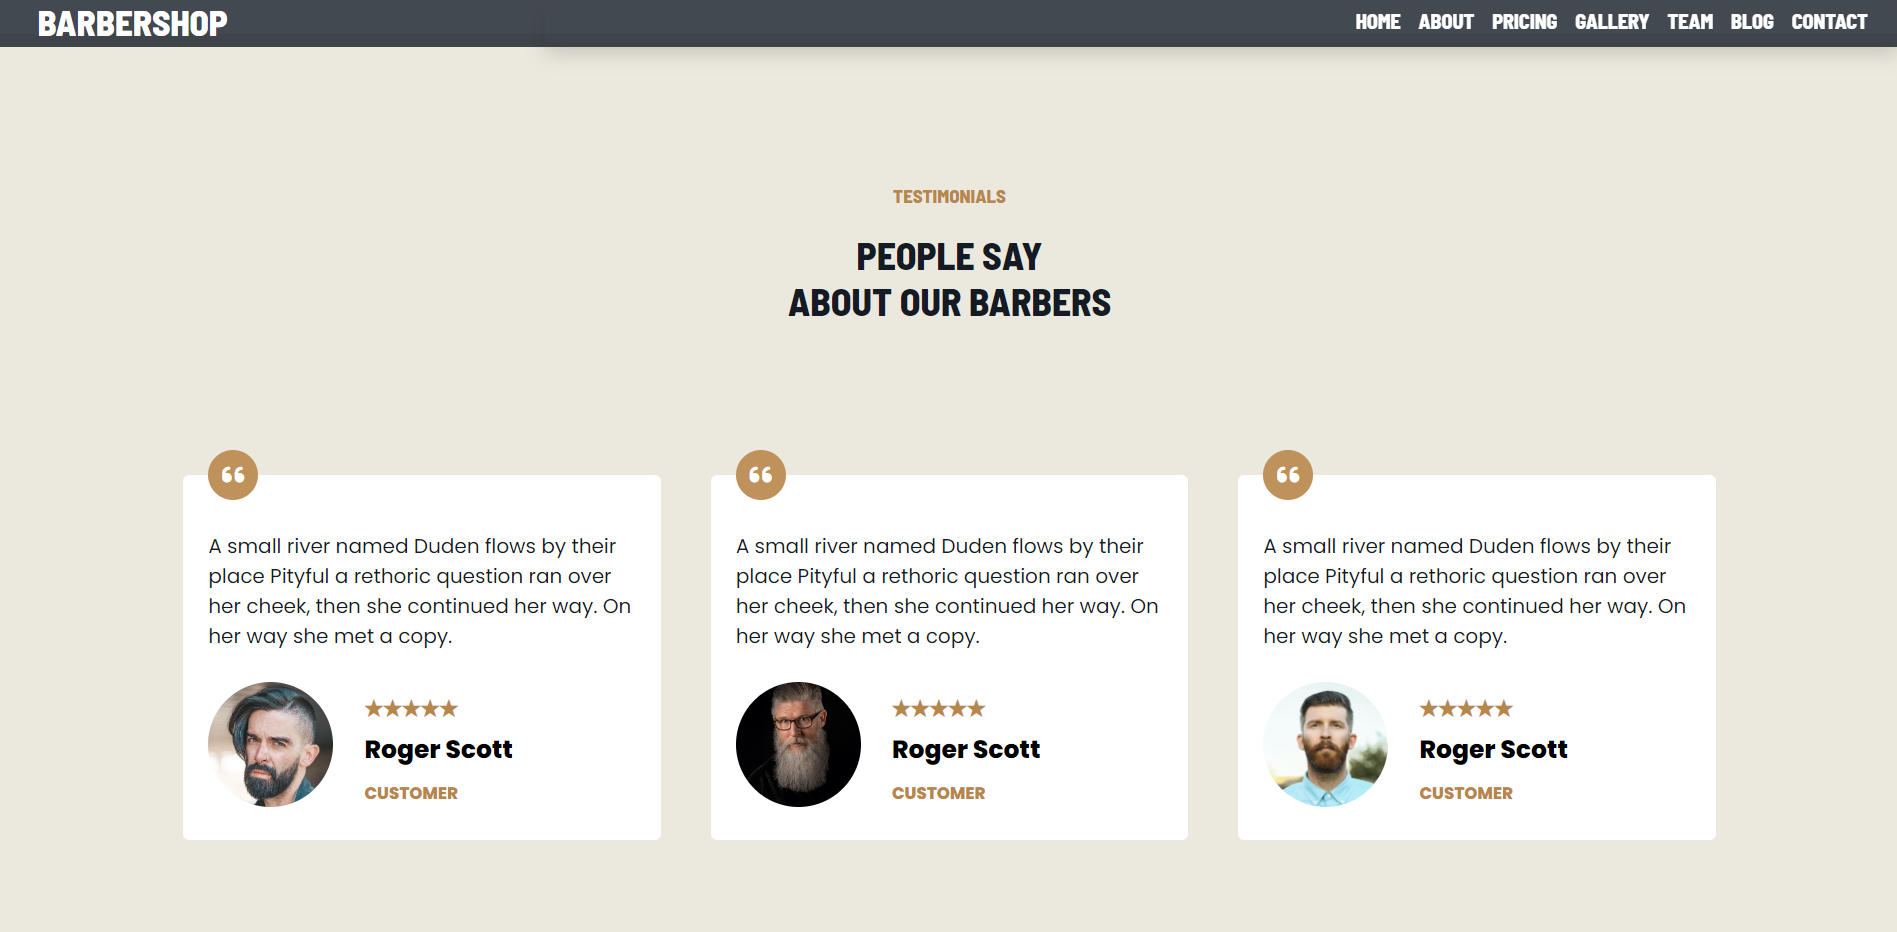 BARBERSHOP
HOME ABOUT PRICING GALLERY TEAM BLOG CONTACT
TESTIMONIALS
PEOPLE SAY
ABOUT OUR BARBERS
A small river named Duden flows by their
place Pityful a rethoric question ran over
her cheek, then she continued her way. On
her way she met a copy.
★★★★★
Roger Scott
CUSTOMER
A small river named Duden flows by their
place Pityful a rethoric question ran over
her cheek, then she continued her way. On
her way she met a copy.
★★★★★
Roger Scott
CUSTOMER
A small river named Duden flows by their
place Pityful a rethoric question ran over
her cheek, then she continued her way. On
her way she met a copy.
★★★★★
Roger Scott
CUSTOMER